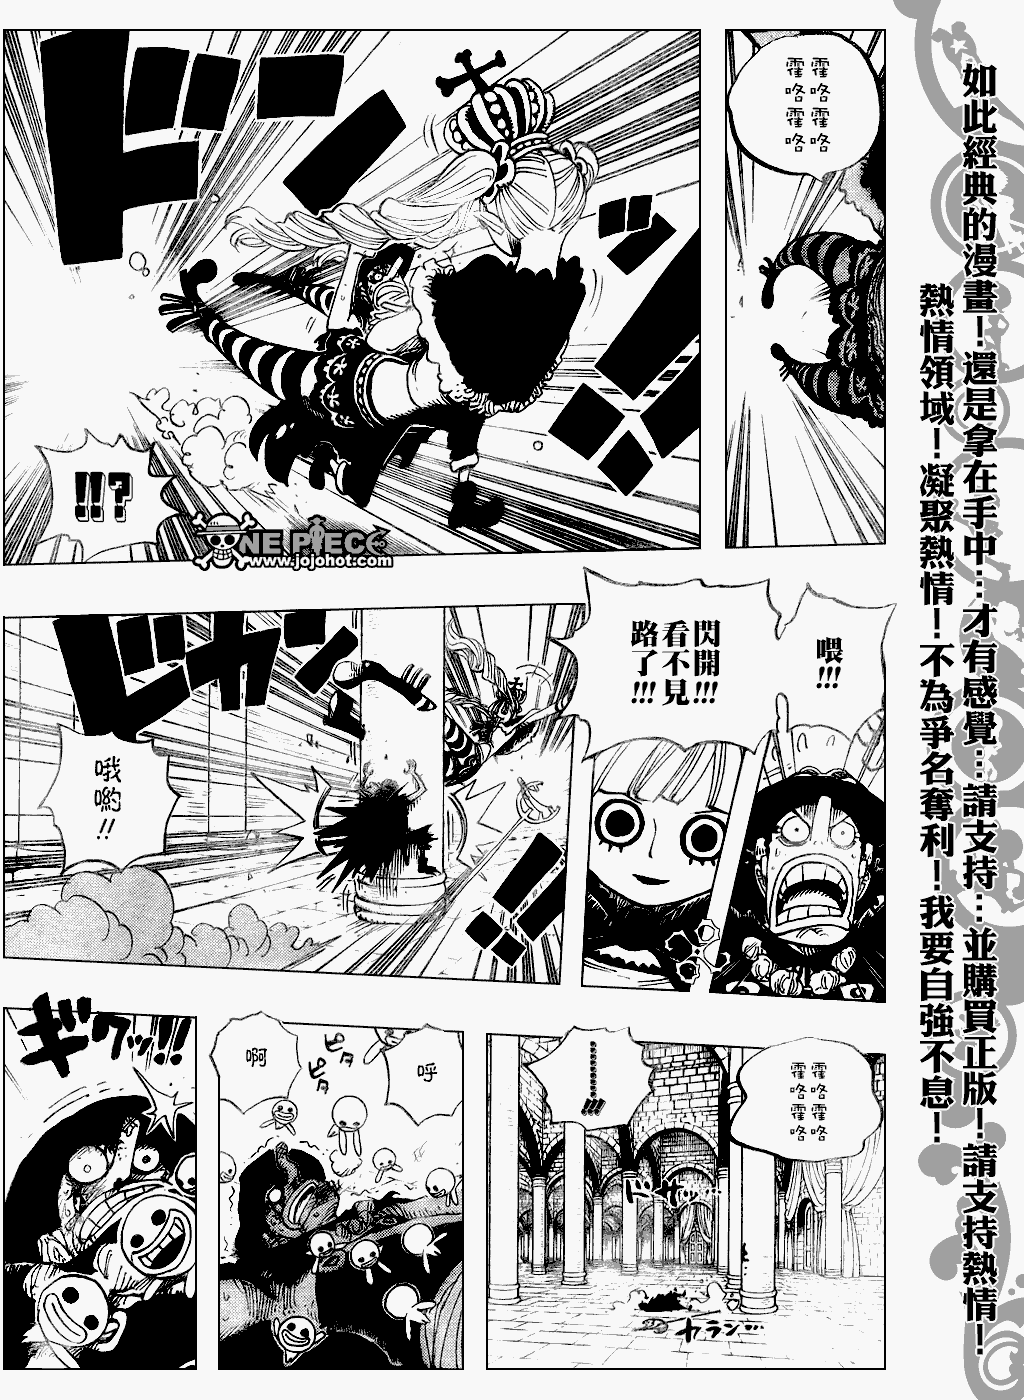 如此經典的漫畫！還是拿在手中…才有感覺…請支持…並購買正版！請支持熱情！
熱情領域！凝聚熱情！不為爭名奪利！我要自強不息！
霍咯霍咯
霍咯霍咯
ドン!!
!!?
ONE PIECE
www.jojohot.com
喂!!!
閃開!!!
看不見
路了!!!
ドカン!!
哦
喲!!
霍咯霍咯
霍咯霍咯
………!!!
ドサ…
カラン…
呼
ピタ
ピタ
啊
ギクッ!!